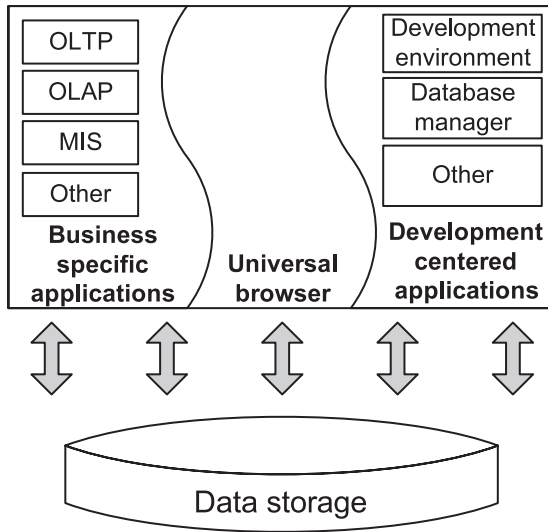 OLTP
OLAP
MIS
Other
Business
specific
applications
Universal
browser
Development
environment
Database
manager
Other
Development
centered
applications
Data storage